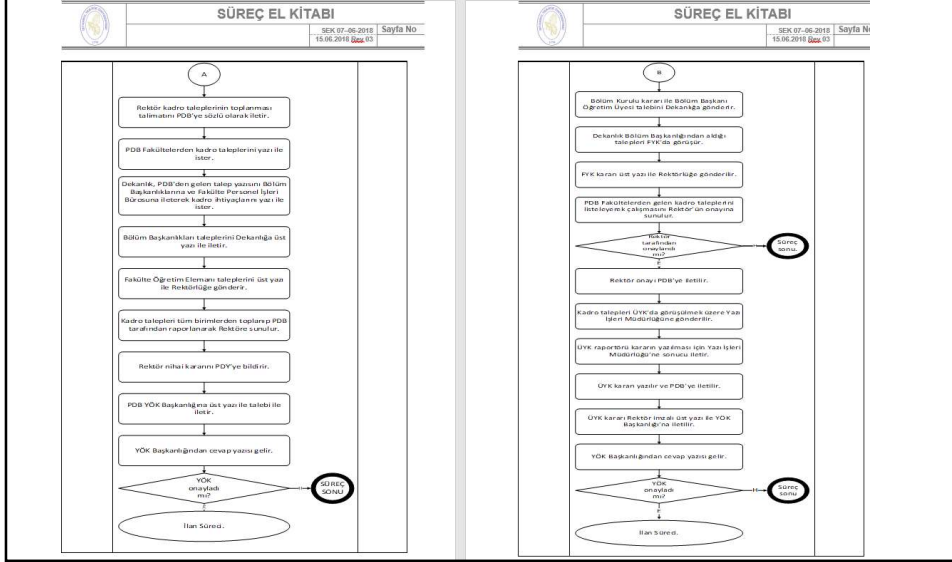 SÜREÇ EL KİTABI
SEK 07–06-2018
Sayfa No
15.06.2018 Rev 03
A
Rektör kadro taleplerinin toplanması
talimatını PDB'ye sözlü olarak iletir.
PDB Fakültelerden kadro taleplerini yazı ile
ister.
Dekanlık, PDB'den gelen talep yazısını Bölüm
Başkanlıklarına ve Fakülte Personel İşleri
Bürosuna ileterek kadro ihtiyaçlarını yazı ile
ister.
Bölüm Başkanlıkları taleplerini Dekanlığa üst
yazı ile iletir.
Fakülte Öğretim Elemanı taleplerini üst yazı
ile Rektörlüğe gönderir.
Kadro talepleri tüm birimlerden toplanıp PDB
tarafından raporlanarak Rektöre sunulur.
Rektör nihai kararını PDY'ye bildirir.
PDB YÖK Başkanlığına üst yazı ile talebi ile
iletir.
YÖK Başkanlığından cevap yazısı gelir.
YÖK
onayladı
mı?
SÜREÇ
SONU
İlan Süreci.
SÜREÇ EL KİTABI
SEK 07–06-2018
Sayfa N
15.06.2018 Rev 03
B
Bölüm Kurulu kararı ile Bölüm Başkanı
Öğretim Üyesi talebini Dekanlığa gönderir.
Dekanlık Bölüm Başkanlığından aldığı
talepleri FYK'da görüşür.
FYK kararı üst yazı ile Rektörlüğe gönderilir.
PDB Fakültelerden gelen kadro taleplerini
listeleyerek çalışmasını Rektör'ün onayına
sunulur.
Rektör
tarafından
onaylandı
mı?
Süreç
sonu.
E
Rektör onayı PDB'ye iletilir.
Kadro talepleri ÜYK'da görüşülmek üzere Yazı
İşleri Müdürlüğüne gönderilir.
ÜYK raportörü kararın yazılması için Yazı İşleri
Müdürlüğü'ne sonucu iletir.
ÜYK kararı yazılır ve PDB'ye iletilir.
ÜYK kararı Rektör imzalı üst yazı ile YÖK
Başkanlığı'na iletilir.
YÖK Başkanlığından cevap yazısı gelir.
YÖK
onayladı
mı?
H
Süreç
sonu
E
İlan Süreci.